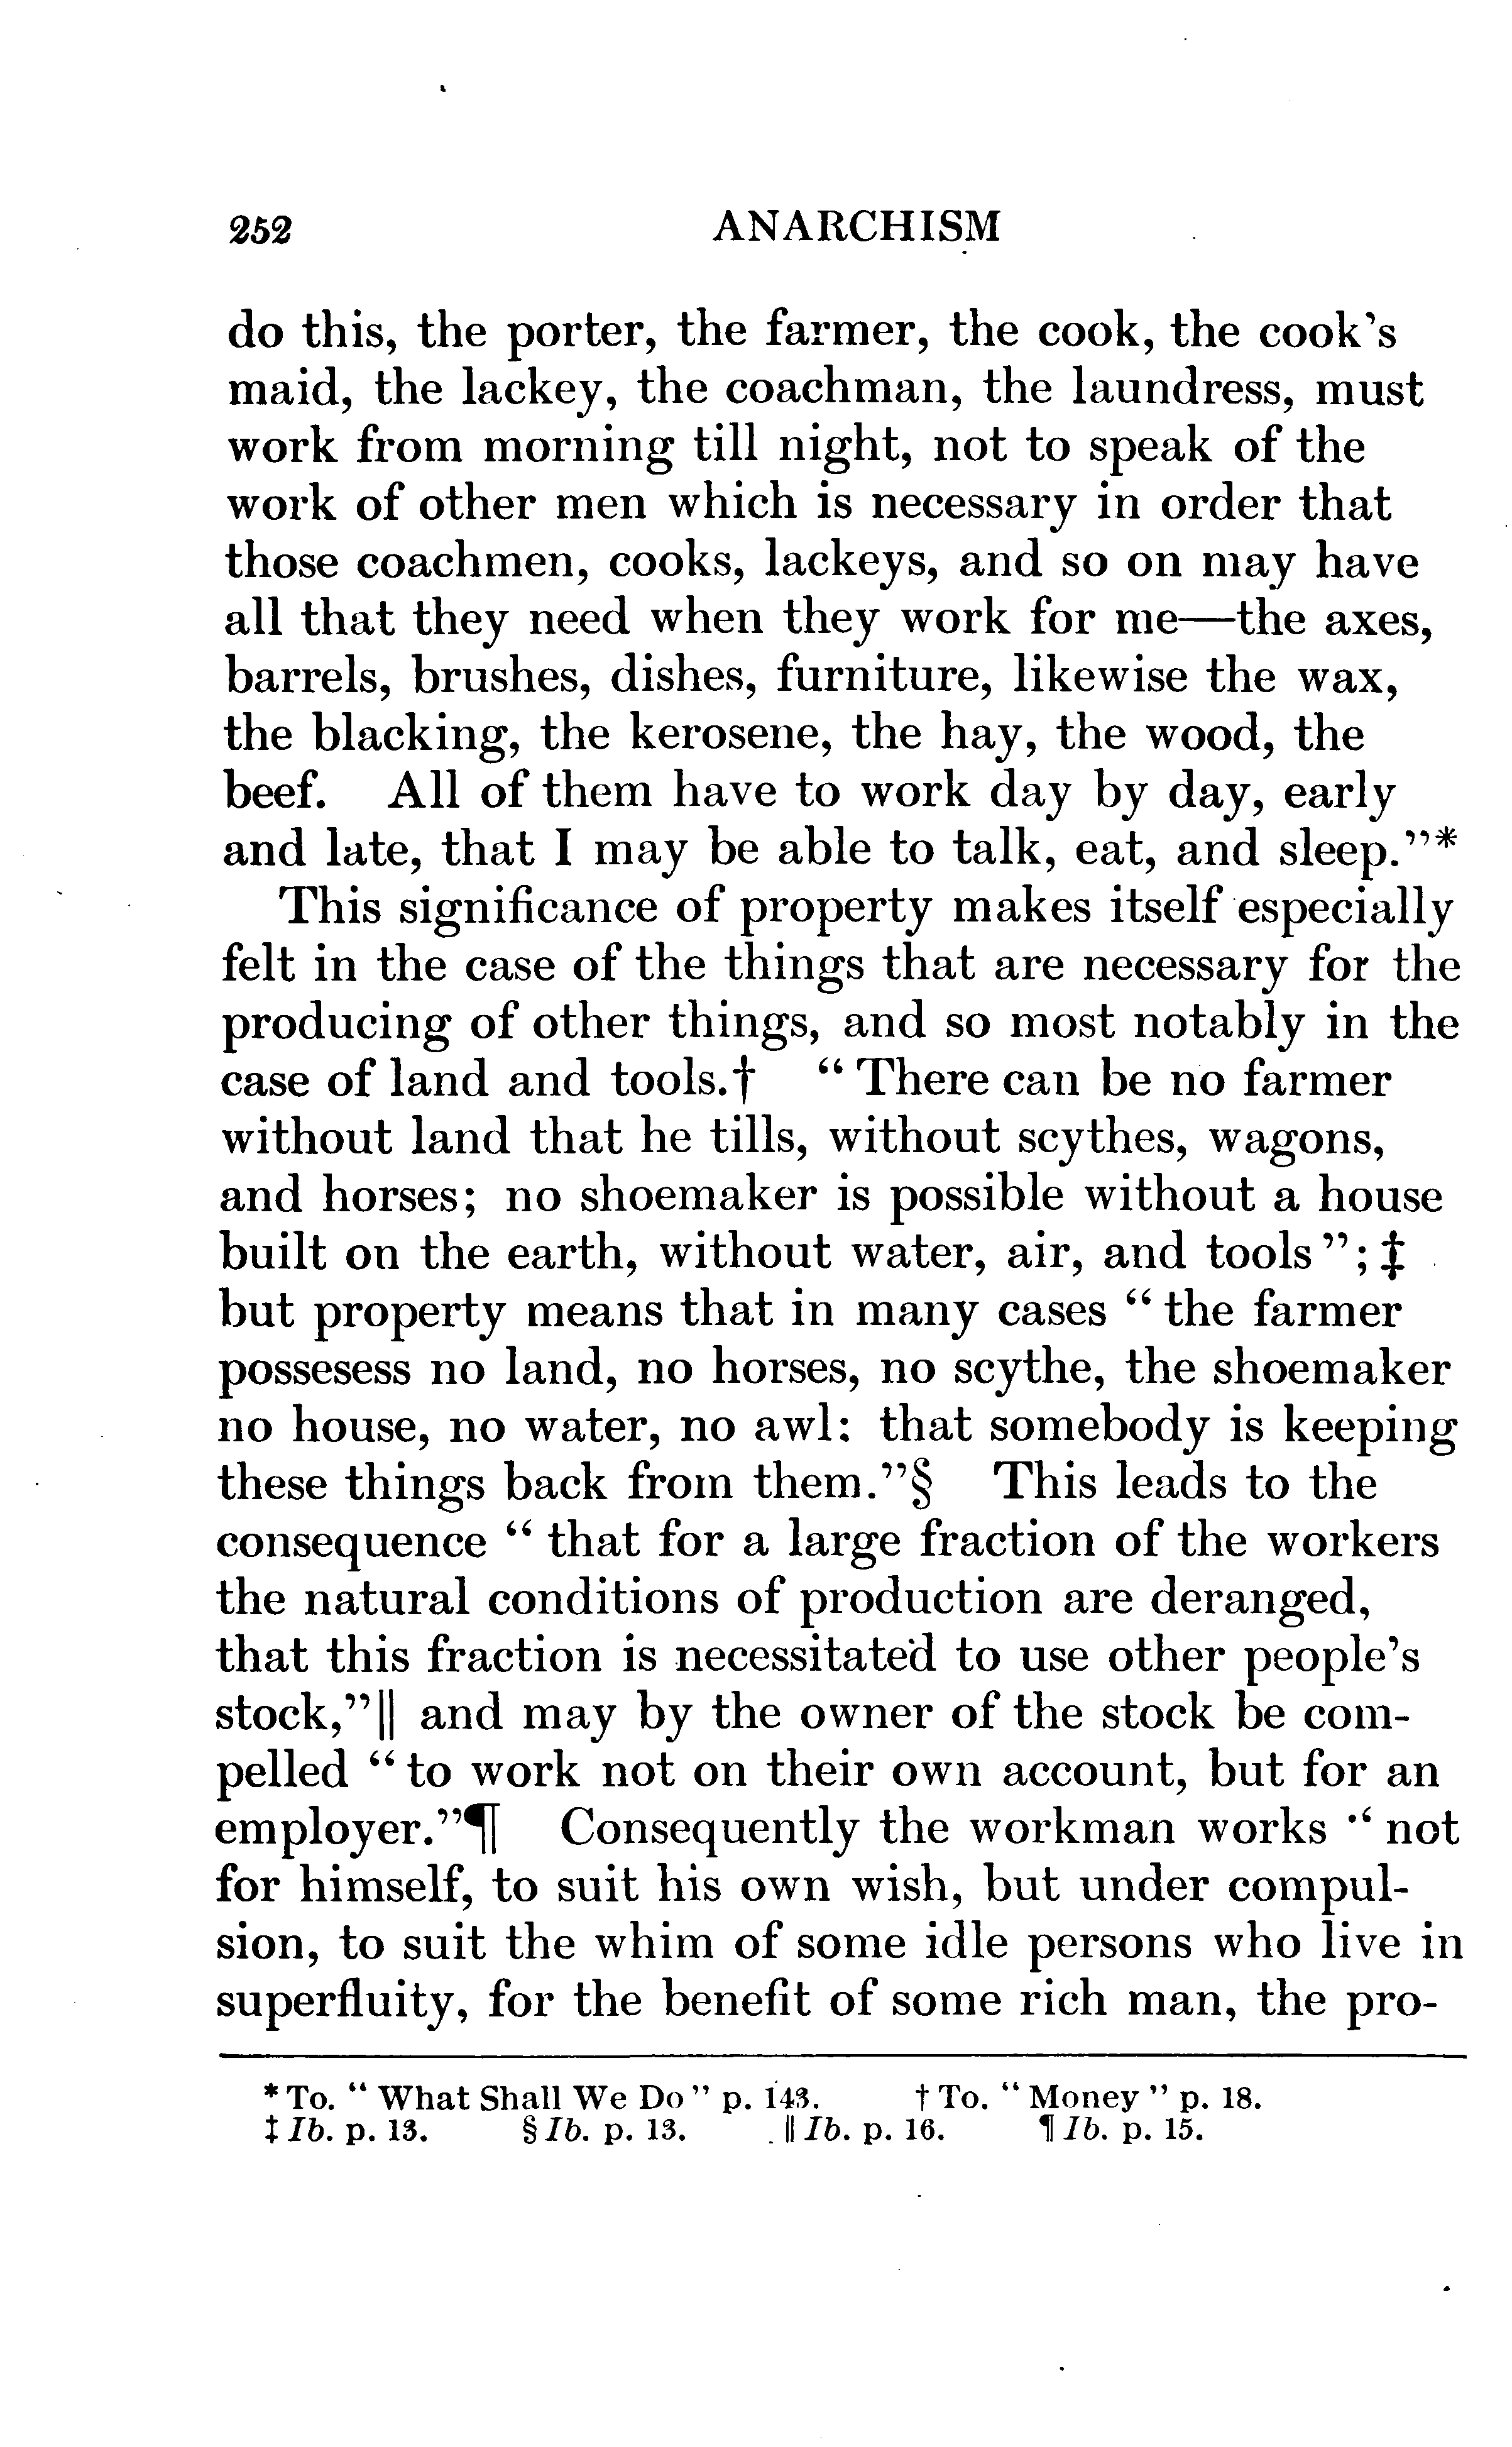 252 ANARCHISM
do this, the porter, the farmer, the cook, the cook's
maid, the lackey, the coachman, the laundress, must
work from morning till night, not to speak of the
work of other men which is necessary in order that
those coachmen, cooks, lackeys, and so on may have
all that they need when they work for me—the axes,
barrels, brushes, dishes, furniture, likewise the wax,
the blacking, the kerosene, the hay, the wood, the
beef. All of them have to work day by day, early
and late, that I may be able to talk, eat, and sleep."*
This significance of property makes itself especially
felt in the case of the things that are necessary for the
producing of other things, and so most notably in the
case of land and tools.† "There can be no farmer
without land that he tills, without scythes, wagons,
and horses; no shoemaker is possible without a house
built on the earth, without water, air, and tools"; ‡
but property means that in many cases "the farmer
possesess no land, no horses, no scythe, the shoemaker
no house, no water, no awl: that somebody is keeping
these things back from them."§ This leads to the
consequence "that for a large fraction of the workers
the natural conditions of production are deranged,
that this fraction is necessitated to use other people's
stock,"‖ and may by the owner of the stock be com-
pelled "to work not on their own account, but for an
employer."¶ Consequently the workman works "not
for himself, to suit his own wish, but under compul-
sion, to suit the whim of some idle persons who live in
superfluity, for the benefit of some rich man, the pro-
* To. "What Shall We Do" p. 143. † To. "Money" p. 18.
‡ Ib. p. 13. § Ib. p. 13. ‖ Ib. p. 16. ¶ Ib. p. 15.